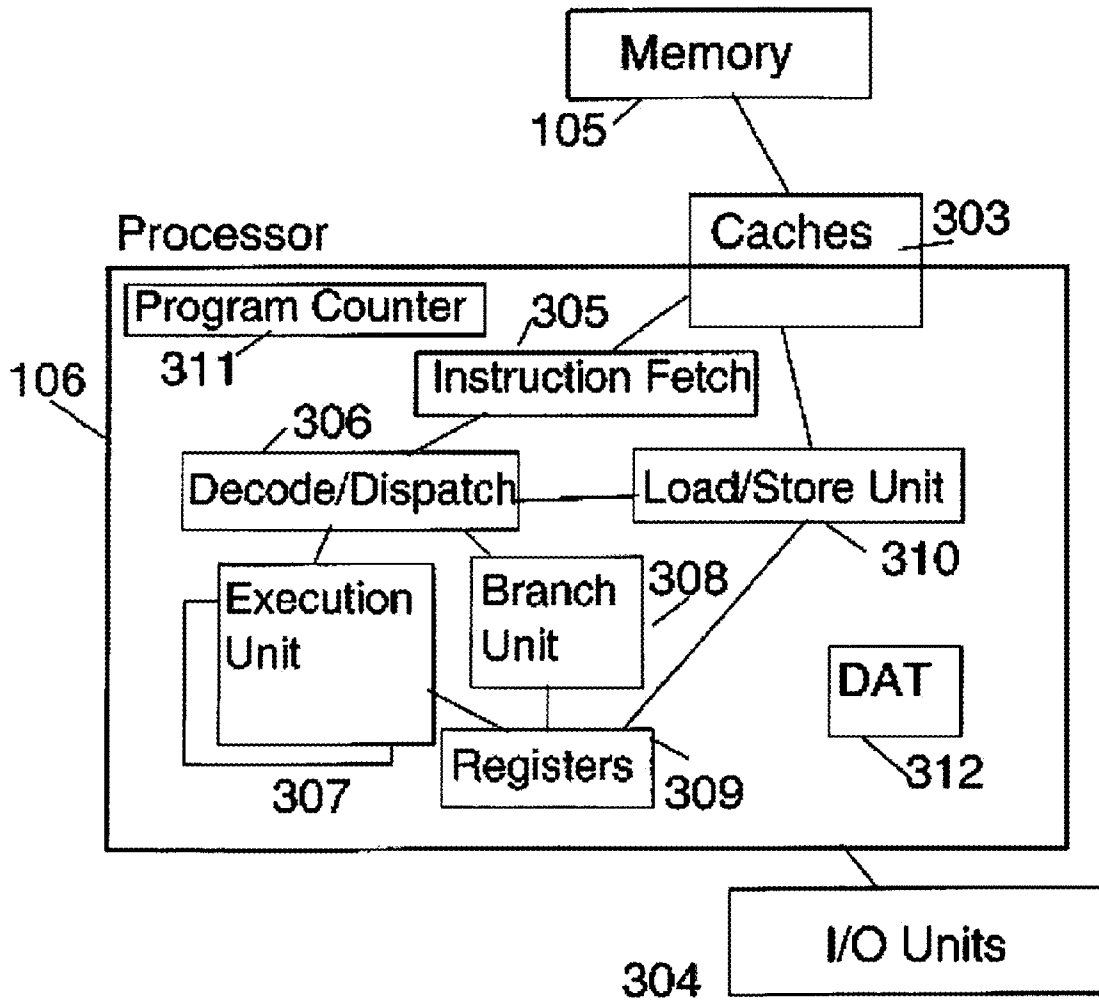 Memory
105
Caches
303
Processor
Program Counter
311
305
Instruction Fetch
106
306
Decode/Dispatch
Load/Store Unit
310
Execution
Unit
307
Branch
Unit
308
DAT
312
Registers
309
I/O Units
304